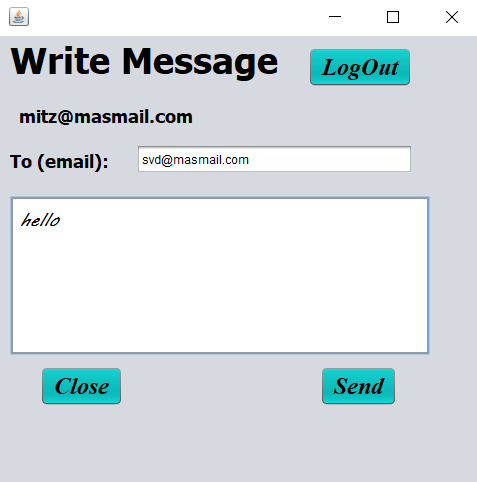 Write Message
LogOut
mitz@masmail.com
To (email):
svd@masmail.com
hello
Close
Send